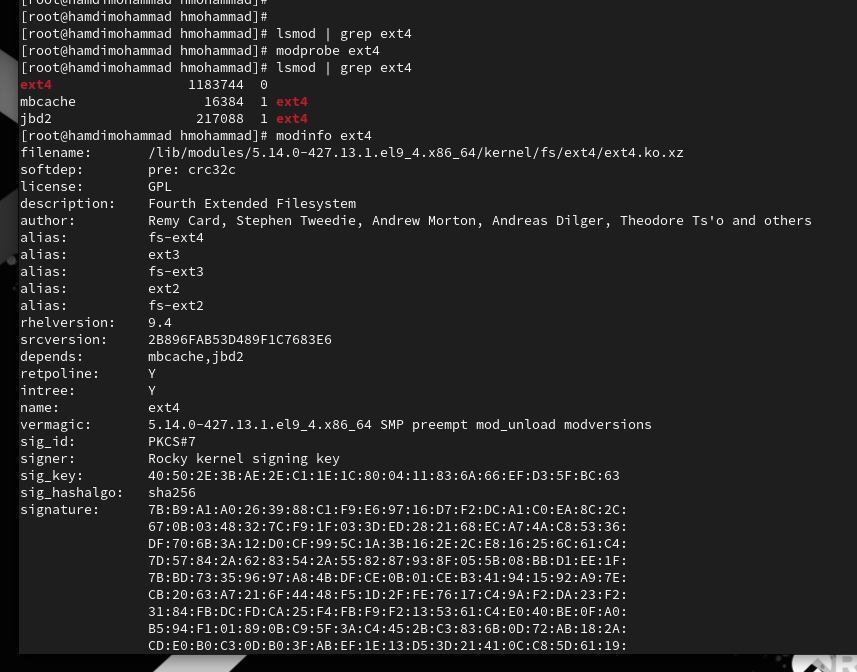 [root@hamdimohammad hmohammad]#
[root@hamdimohammad hmohammad]#
[root@hamdimohammad hmohammad]# lsmod | grep ext4
[root@hamdimohammad hmohammad]# modprobe ext4
[root@hamdimohammad hmohammad]# lsmod | grep ext4
ext4                 1183744  0
mbcache                16384  1 ext4
jbd2                  217088  1 ext4
[root@hamdimohammad hmohammad]# modinfo ext4
filename:       /lib/modules/5.14.0-427.13.1.el9_4.x86_64/kernel/fs/ext4/ext4.ko.xz
softdep:        pre: crc32c
license:        GPL
description:    Fourth Extended Filesystem
author:         Remy Card, Stephen Tweedie, Andrew Morton, Andreas Dilger, Theodore Ts'o and others
alias:          fs-ext4
alias:          ext3
alias:          fs-ext3
alias:          ext2
alias:          fs-ext2
rhelversion:    9.4
srcversion:     2B896FAB53D489F1C7683E6
depends:        mbcache,jbd2
retpoline:      Y
intree:         Y
name:           ext4
vermagic:       5.14.0-427.13.1.el9_4.x86_64 SMP preempt mod_unload modversions
sig_id:         PKCS#7
signer:         Rocky kernel signing key
sig_key:        40:50:2E:3B:AE:2E:C1:1E:1C:80:04:11:83:6A:66:EF:D3:5F:BC:63
sig_hashalgo:   sha256
signature:      7B:B9:A1:A0:26:39:88:C1:F9:E6:97:16:D7:F2:DC:A1:C0:EA:8C:2C:
                67:0B:03:48:32:7C:F9:1F:03:3D:ED:28:21:68:EC:A7:4A:C8:53:36:
                DF:70:6B:3A:12:D0:CF:99:5C:1A:3B:16:2E:2C:E8:16:25:6C:61:C4:
                7D:57:84:2A:62:83:54:2A:55:82:87:93:8F:05:5B:08:BB:D1:EE:1F:
                7B:BD:73:35:96:97:A8:4B:DF:CE:0B:01:CE:B3:41:94:15:92:A9:7E:
                CB:20:63:A7:21:6F:44:48:F5:1D:2F:FE:76:17:C4:9A:F2:DA:23:F2:
                31:84:FB:DC:FD:CA:25:F4:FB:F9:F2:13:53:61:C4:E0:40:BE:0F:A0:
                B5:94:F1:01:89:0B:C9:5F:3A:C4:45:2B:C3:83:6B:0D:72:AB:18:2A:
                CD:E0:B0:C3:0D:B0:3F:AB:EF:1E:13:D5:3D:21:41:0C:C8:5D:61:19: